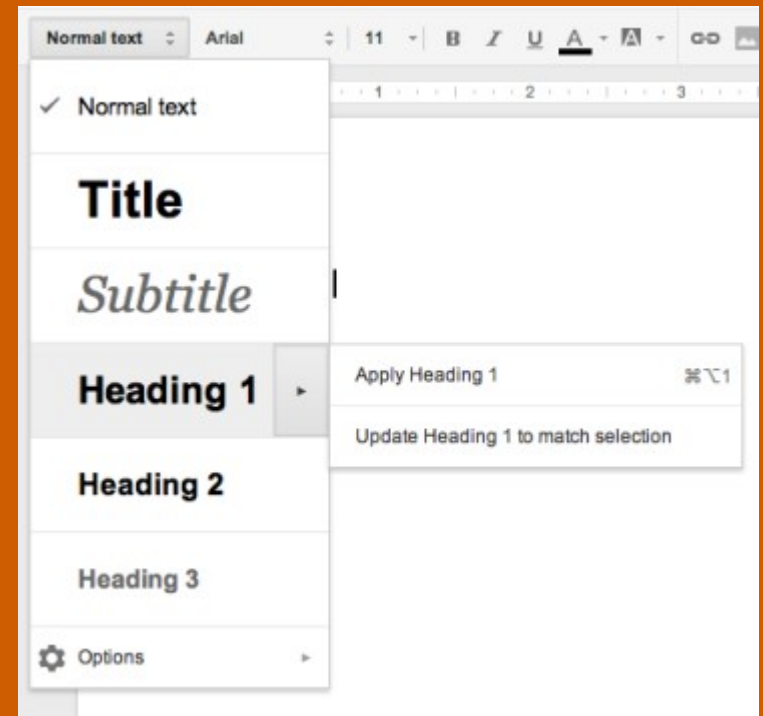 Normal text Arial 11 B I U A A
1 2 3
Normal text
Title
Subtitle
Heading 1
Apply Heading 1 ⌘⌥1
Update Heading 1 to match selection
Heading 2
Heading 3
Options